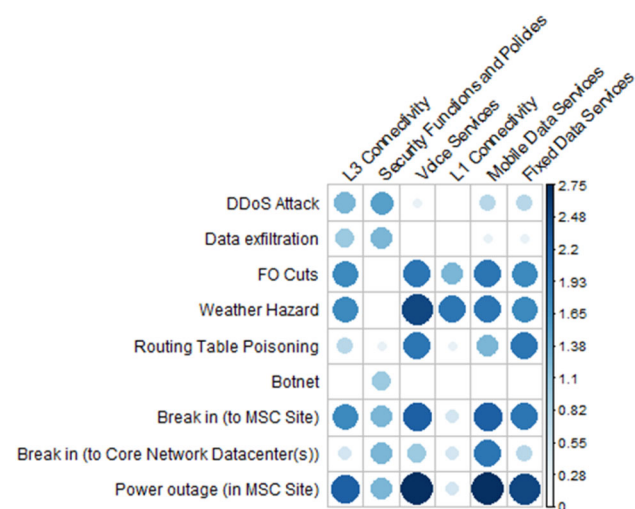 L3 Connectivity
Security Functions and Policies
Voice Services
L1 Connectivity
Mobile Data Services
Fixed Data Services
DDoS Attack
Data exfiltration
FO Cuts
Weather Hazard
Routing Table Poisoning
Botnet
Break in (to MSC Site)
Break in (to Core Network Datacenter(s))
Power outage (in MSC Site)
2.75
2.48
2.2
1.93
1.65
1.38
1.1
0.82
0.55
0.28
0